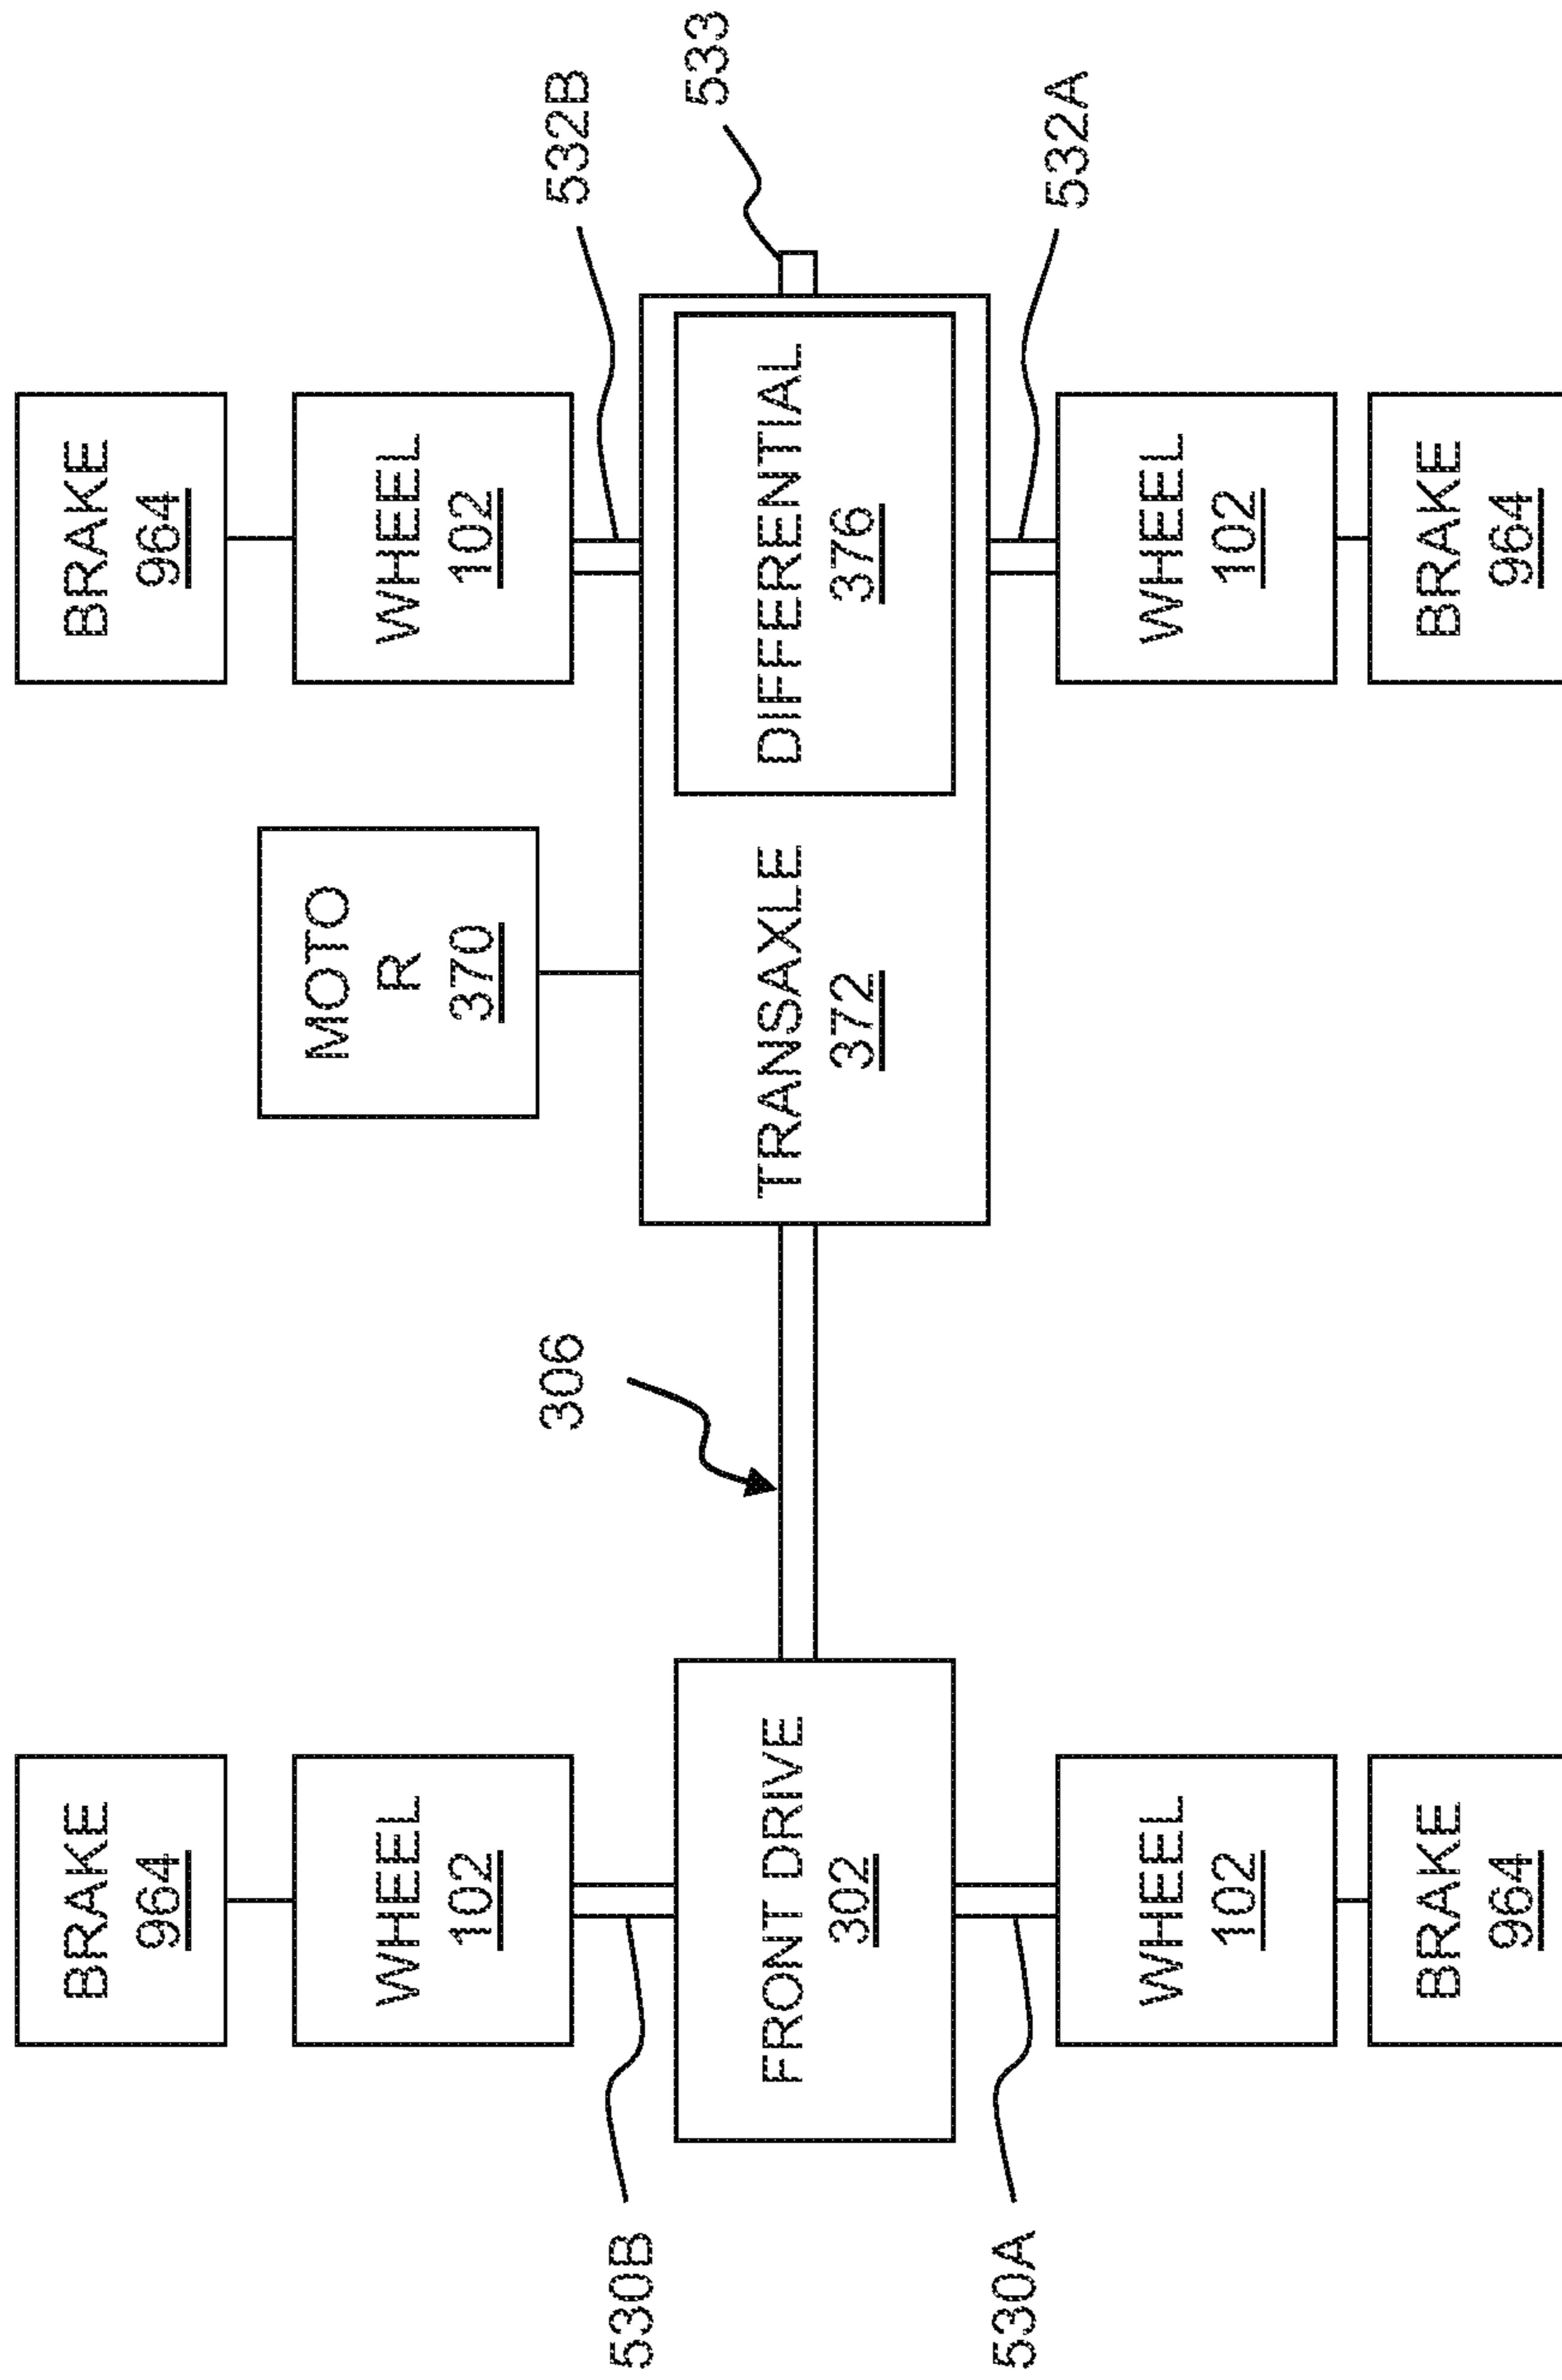 533
532B
532A
BRAKE
964
WHEEL
102
DIFFERENTIAL
376
WHEEL
102
BRAKE
964
MOTO
R
370
TRANSAXLE
372
306
BRAKE
964
WHEEL
102
FRONT DRIVE
302
WHEEL
102
BRAKE
964
530B
530A